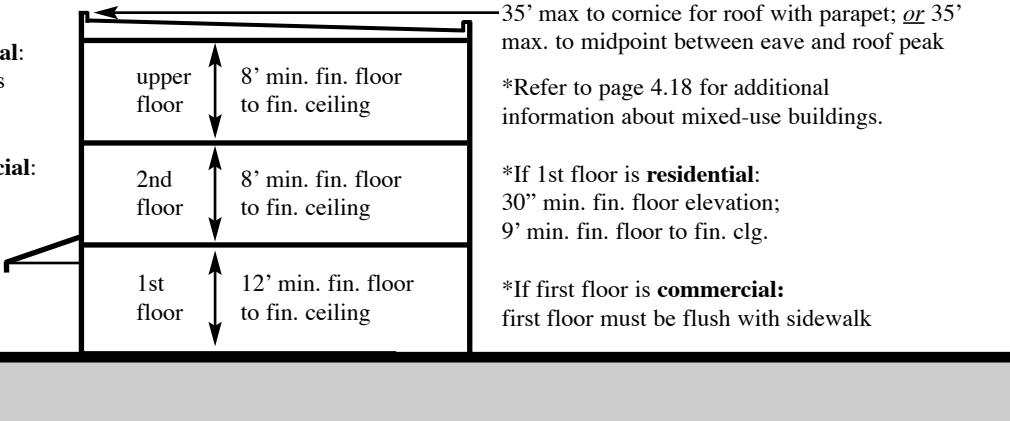 35’ max to cornice for roof with parapet; or 35’
max. to midpoint between eave and roof peak
*Refer to page 4.18 for additional
information about mixed-use buildings.
*If 1st floor is residential:
30” min. fin. floor elevation;
9’ min. fin. floor to fin. clg.
*If first floor is commercial:
first floor must be flush with sidewalk
upper
floor
8’ min. fin. floor
to fin. ceiling
2nd
floor
8’ min. fin. floor
to fin. ceiling
1st
floor
12’ min. fin. floor
to fin. ceiling
al:
s
cial: